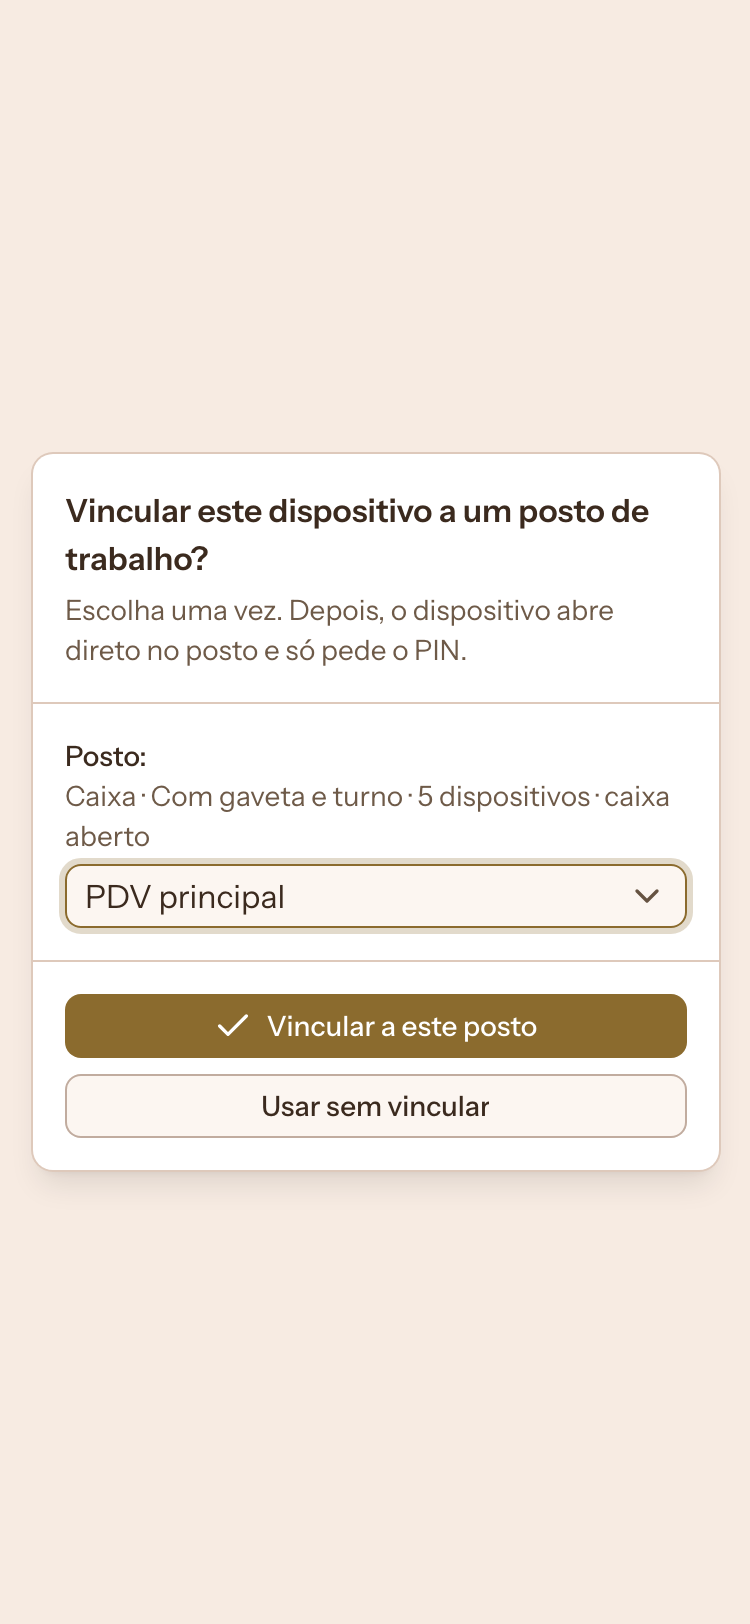 Vincular este dispositivo a um posto de
trabalho?
Escolha uma vez. Depois, o dispositivo abre
direto no posto e só pede o PIN.
Posto:
Caixa · Com gaveta e turno · 5 dispositivos · caixa
aberto
PDV principal
Vincular a este posto
Usar sem vincular